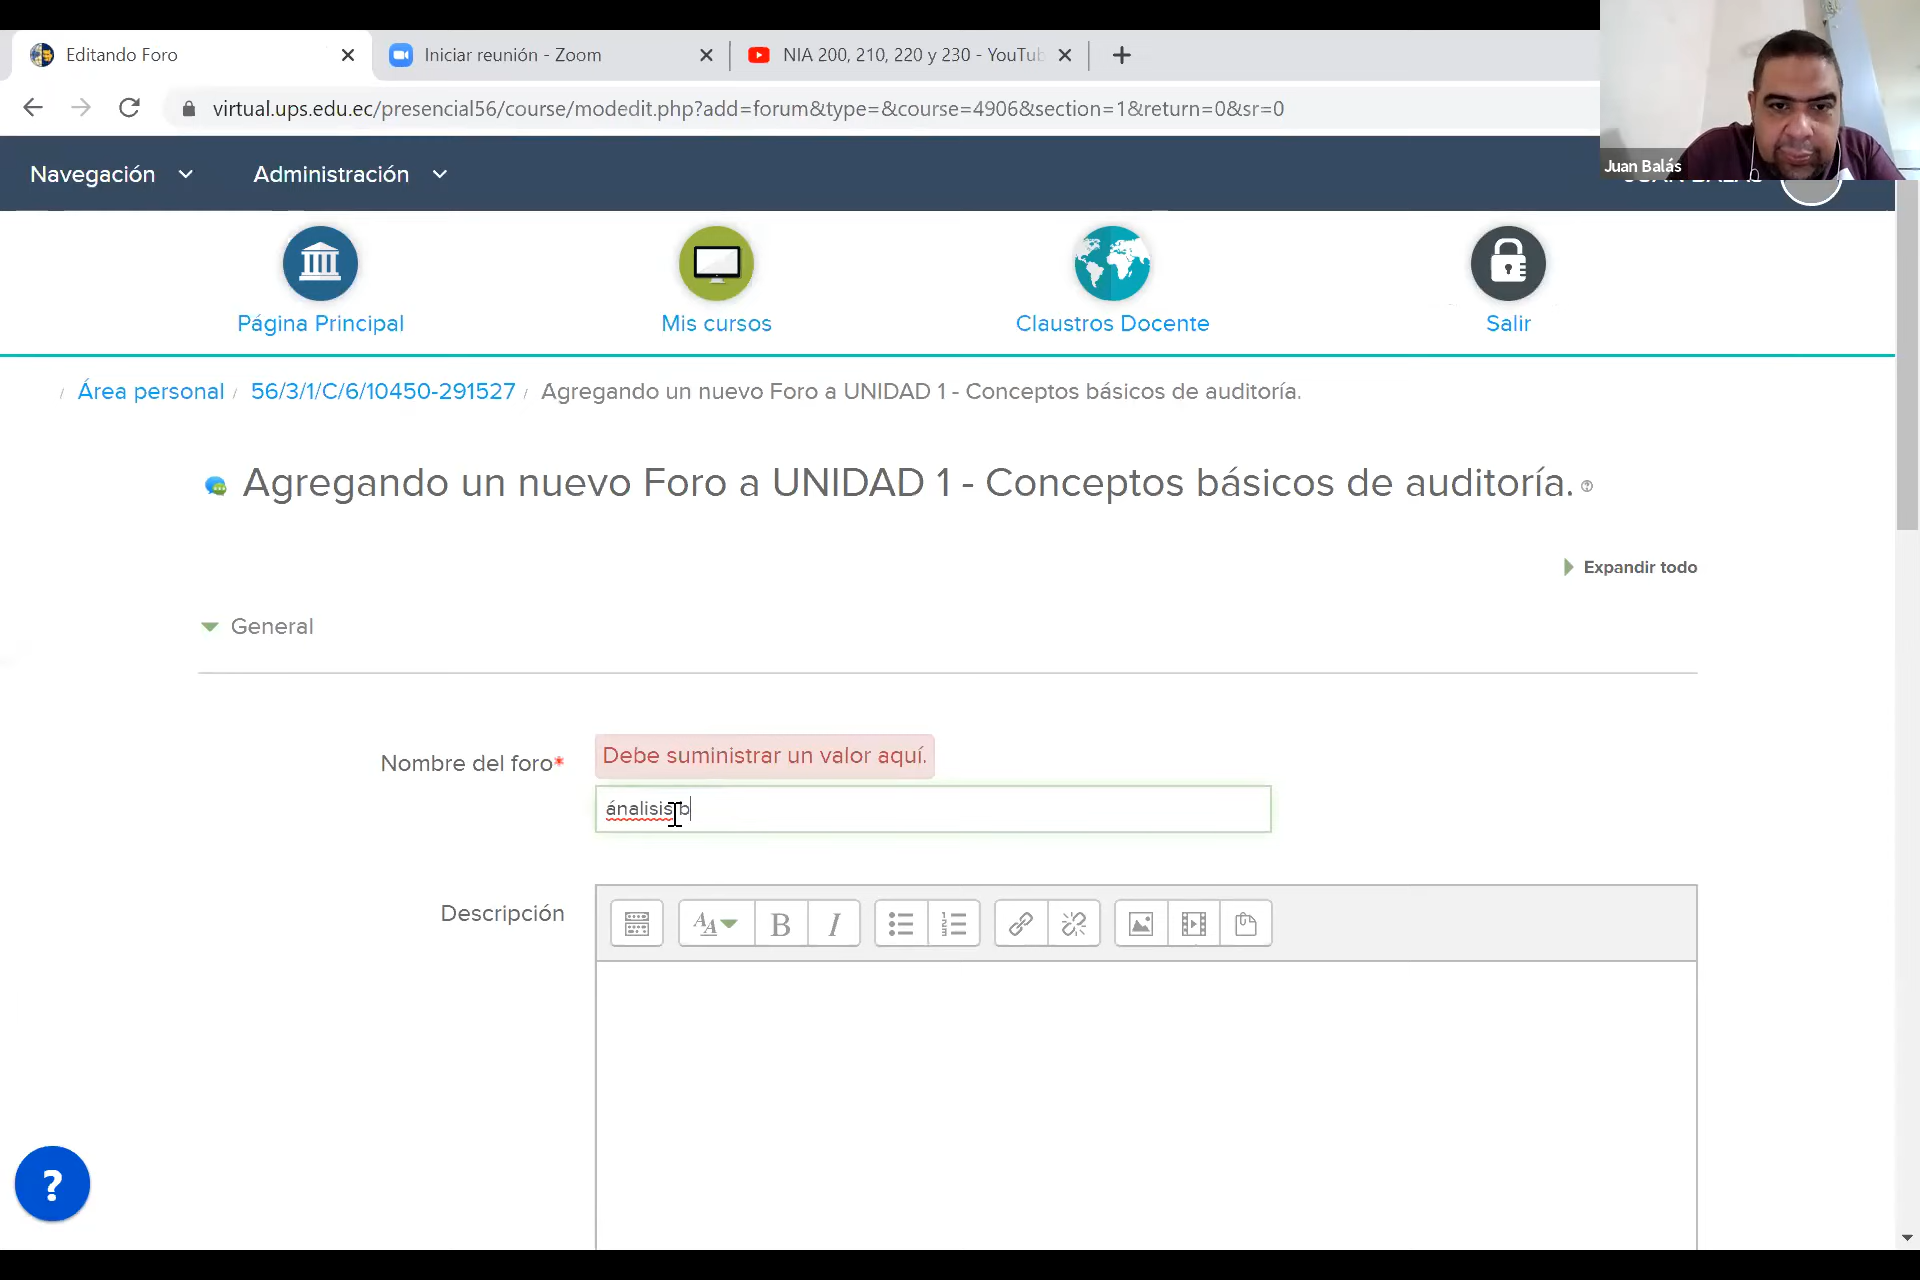 Editando Foro
Iniciar reunión - Zoom
NIA 200, 210, 220 y 230 - YouTub
virtual.ups.edu.ec/presencial56/course/modedit.php?add=forum&type=&course=4906&section=1&return=0&sr=0
Juan Balás
Navegación
Administración
Página Principal
Mis cursos
Claustros Docente
Salir
/ Área personal / 56/3/1/C/6/10450-291527 / Agregando un nuevo Foro a UNIDAD 1 - Conceptos básicos de auditoría.
Agregando un nuevo Foro a UNIDAD 1 - Conceptos básicos de auditoría.
Expandir todo
General
Debe suministrar un valor aquí.
Nombre del foro*
ánalisis b
Descripción
B I
?